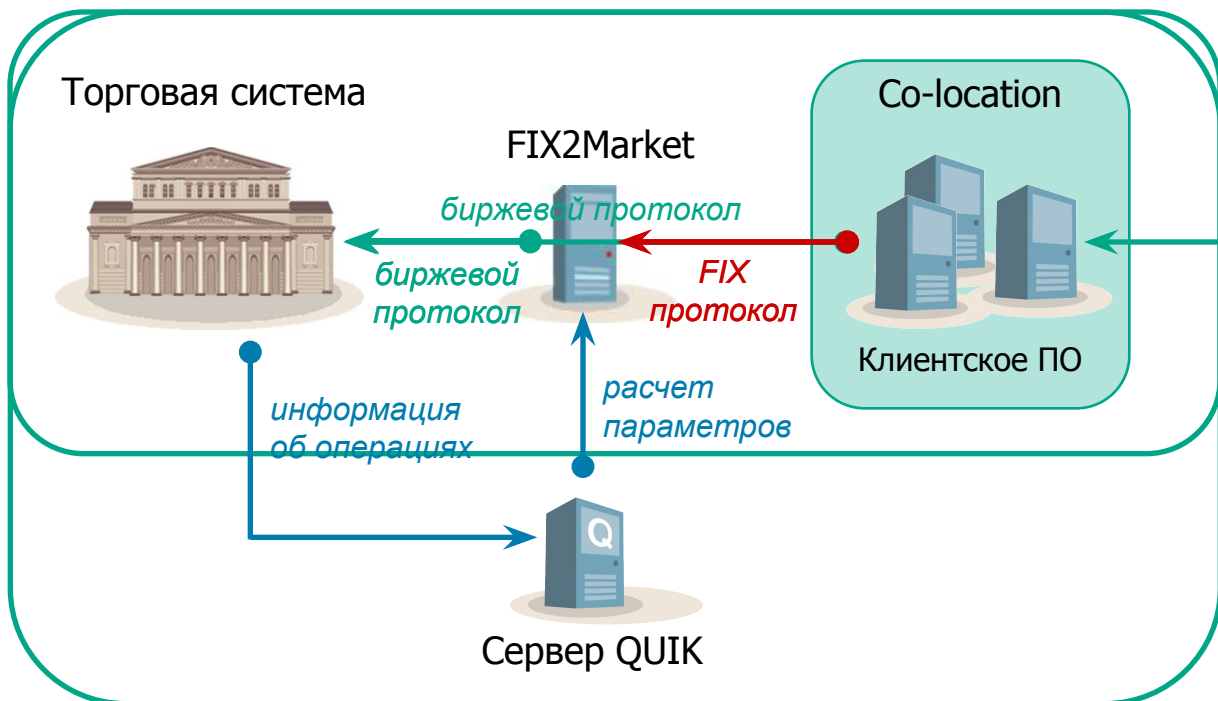 Торговая система
Co-location
FIX2Market
биржевой протокол
биржевой
протокол
FIX
протокол
Клиентское ПО
информация
об операциях
расчет
параметров
Q
Сервер QUIK